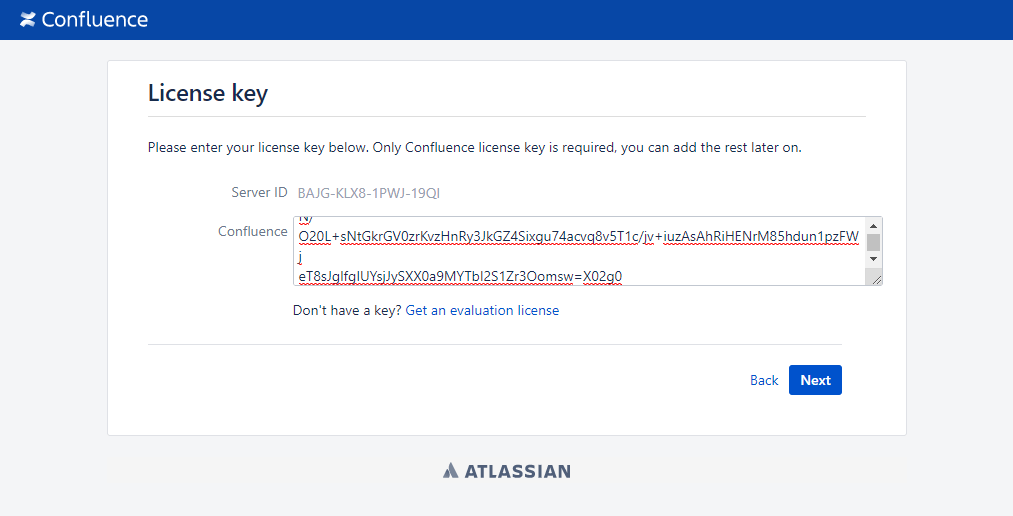 Confluence
License key
Please enter your license key below. Only Confluence license key is required, you can add the rest later on.
Server ID BAJG-KLX8-1PWJ-19QI
Confluence
N/
O20L+sNtGkrGV0zrKvzHnRy3JkGZ4Sixgu74acvq8v5T1c/jv+iuzAsAhRiHENrM85hdun1pzFW
j
eT8sJgIfgIUYsjJySXX0a9MYTbI2S1Zr3Oomsw=X02g0
Don't have a key? Get an evaluation license
Back Next
ATLASSIAN